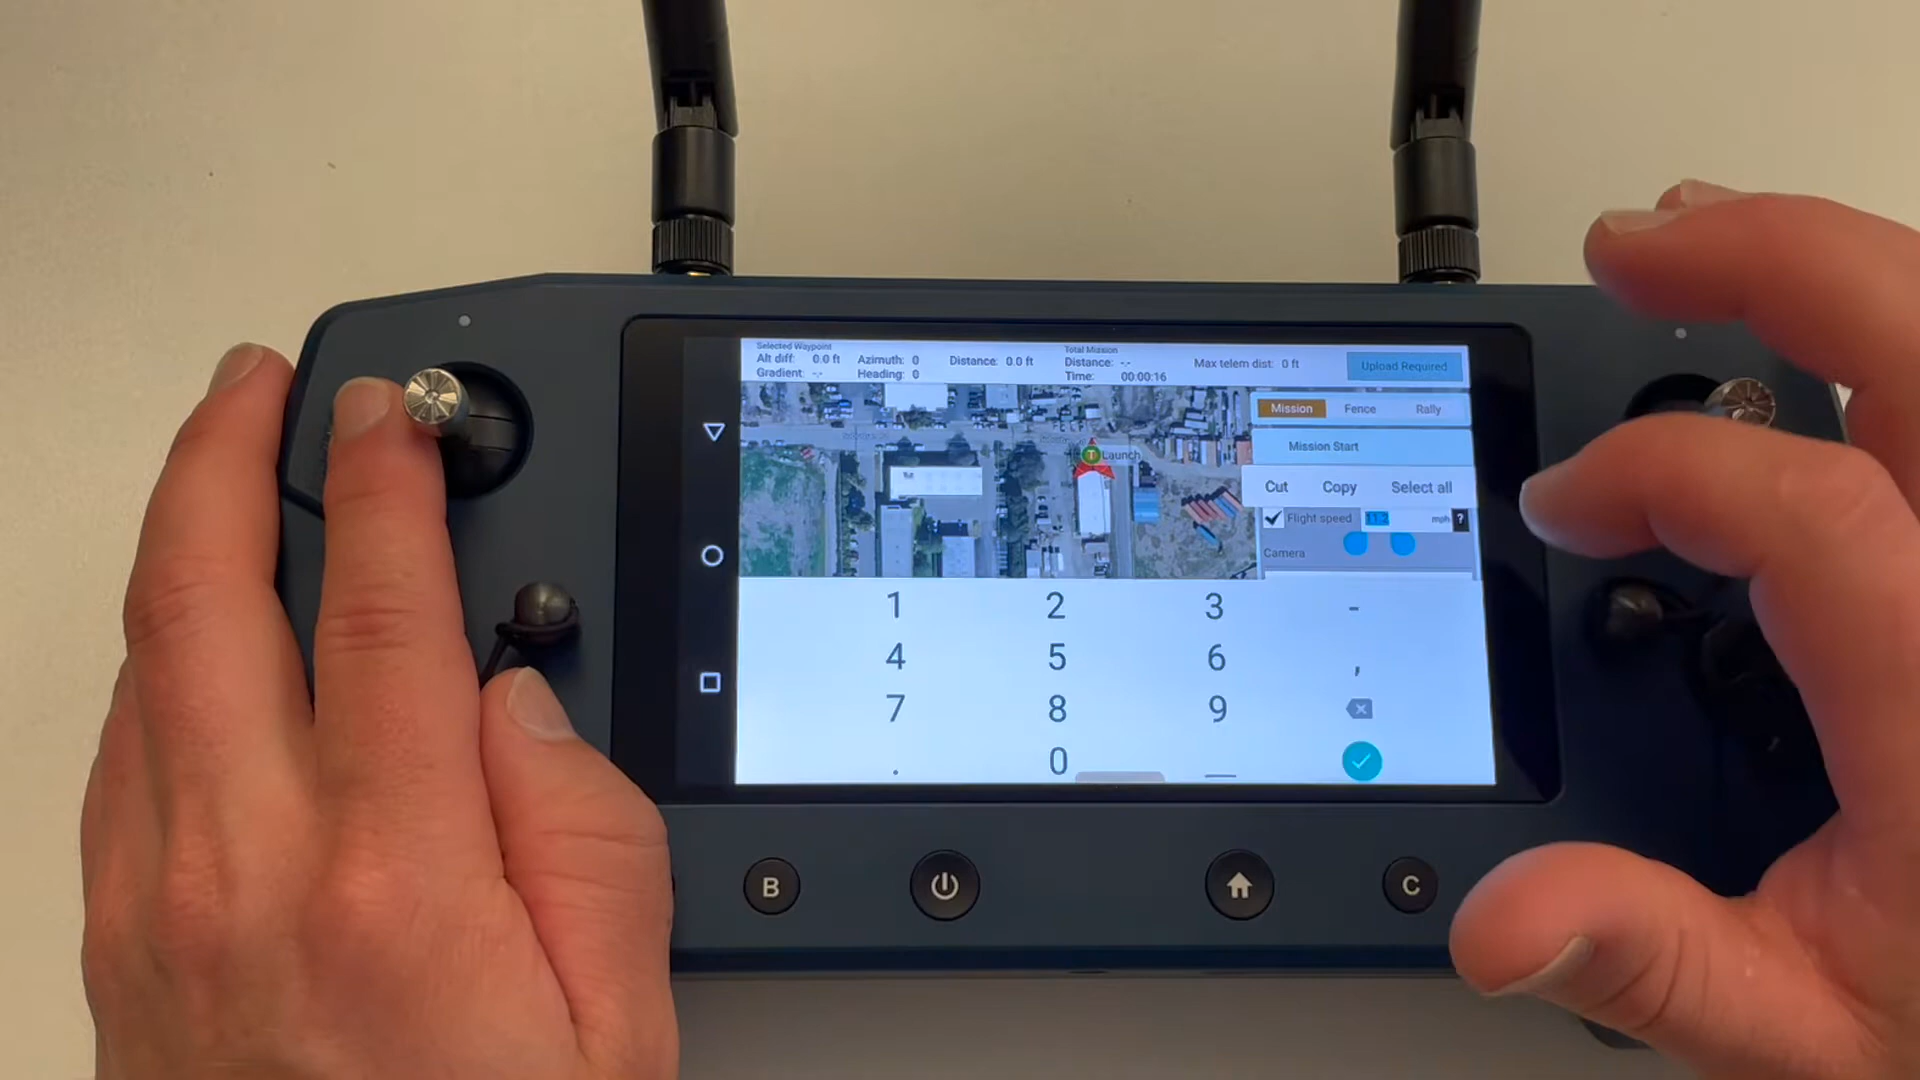 Selected Waypoint
Alt diff: 0.0 ft Azimuth: 0 Distance: 0.0 ft
Gradient: -.- Heading: 0
Total Mission
Distance: -.-
Time: 00:00:16
Max telem dist: 0 ft
Upload Required
Mission Fence Rally
Mission Start
T Launch
Cut Copy Select all
Flight speed mph ?
Camera
1 2 3 -
4 5 6 ,
7 8 9
. 0 _
B C